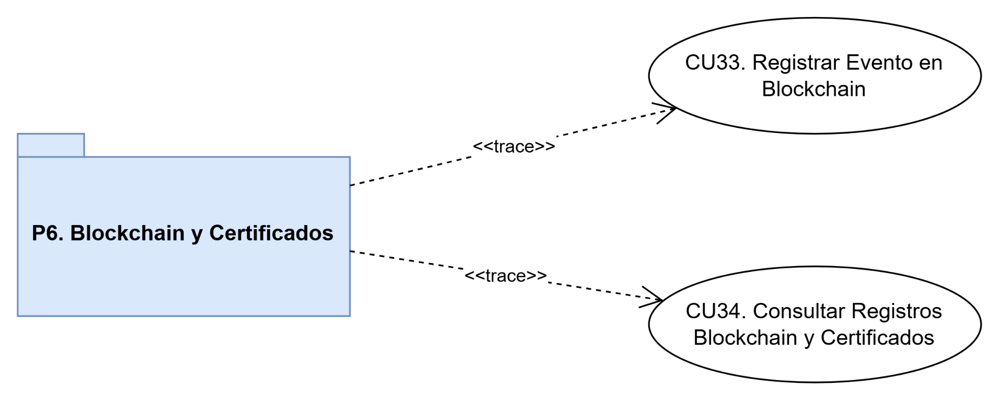 CU33. Registrar Evento en
Blockchain
<<trace>>
P6. Blockchain y Certificados
<<trace>>
CU34. Consultar Registros
Blockchain y Certificados